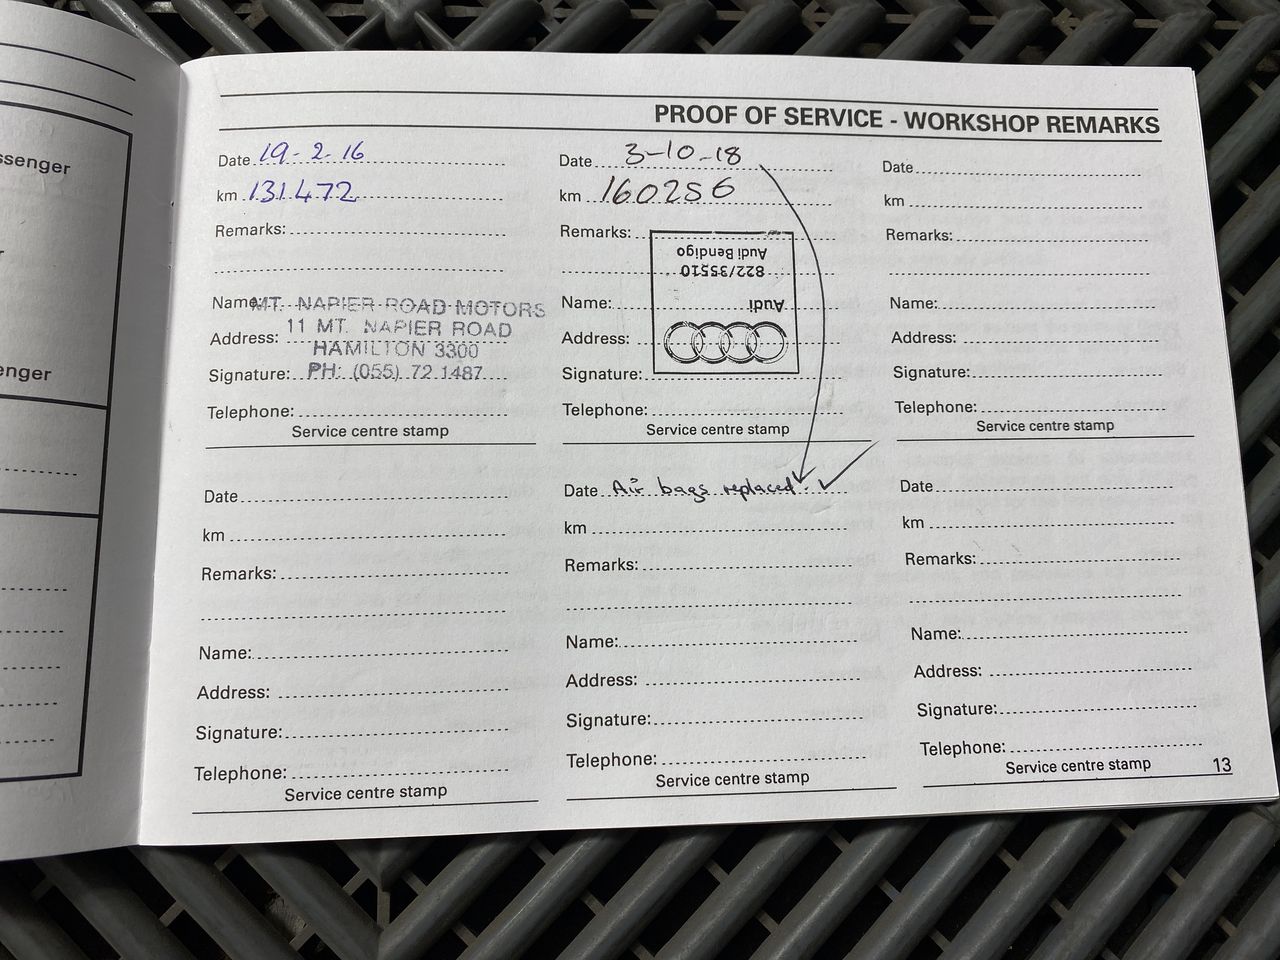 ssenger
r
enger
PROOF OF SERVICE - WORKSHOP REMARKS
Date 19-2-16
km 131472
Remarks:
Name: MT. NAPIER ROAD MOTORS
Address: 11 MT. NAPIER ROAD
HAMILTON 3300
Signature: PH: (055) 72 1487
Telephone:
Service centre stamp
Date 3-10-18
km 160256
Remarks:
Audi Bendigo
822/35510
Name:
Audi
Address:
Signature:
Telephone:
Service centre stamp
Date
km
Remarks:
Name:
Address:
Signature:
Telephone:
Service centre stamp
Date
km
Remarks:
Name:
Address:
Signature:
Telephone:
Service centre stamp
Date Air bags replaced.
km
Remarks:
Name:
Address:
Signature:
Telephone:
Service centre stamp
Date
km
Remarks:
Name:
Address:
Signature:
Telephone:
Service centre stamp
13